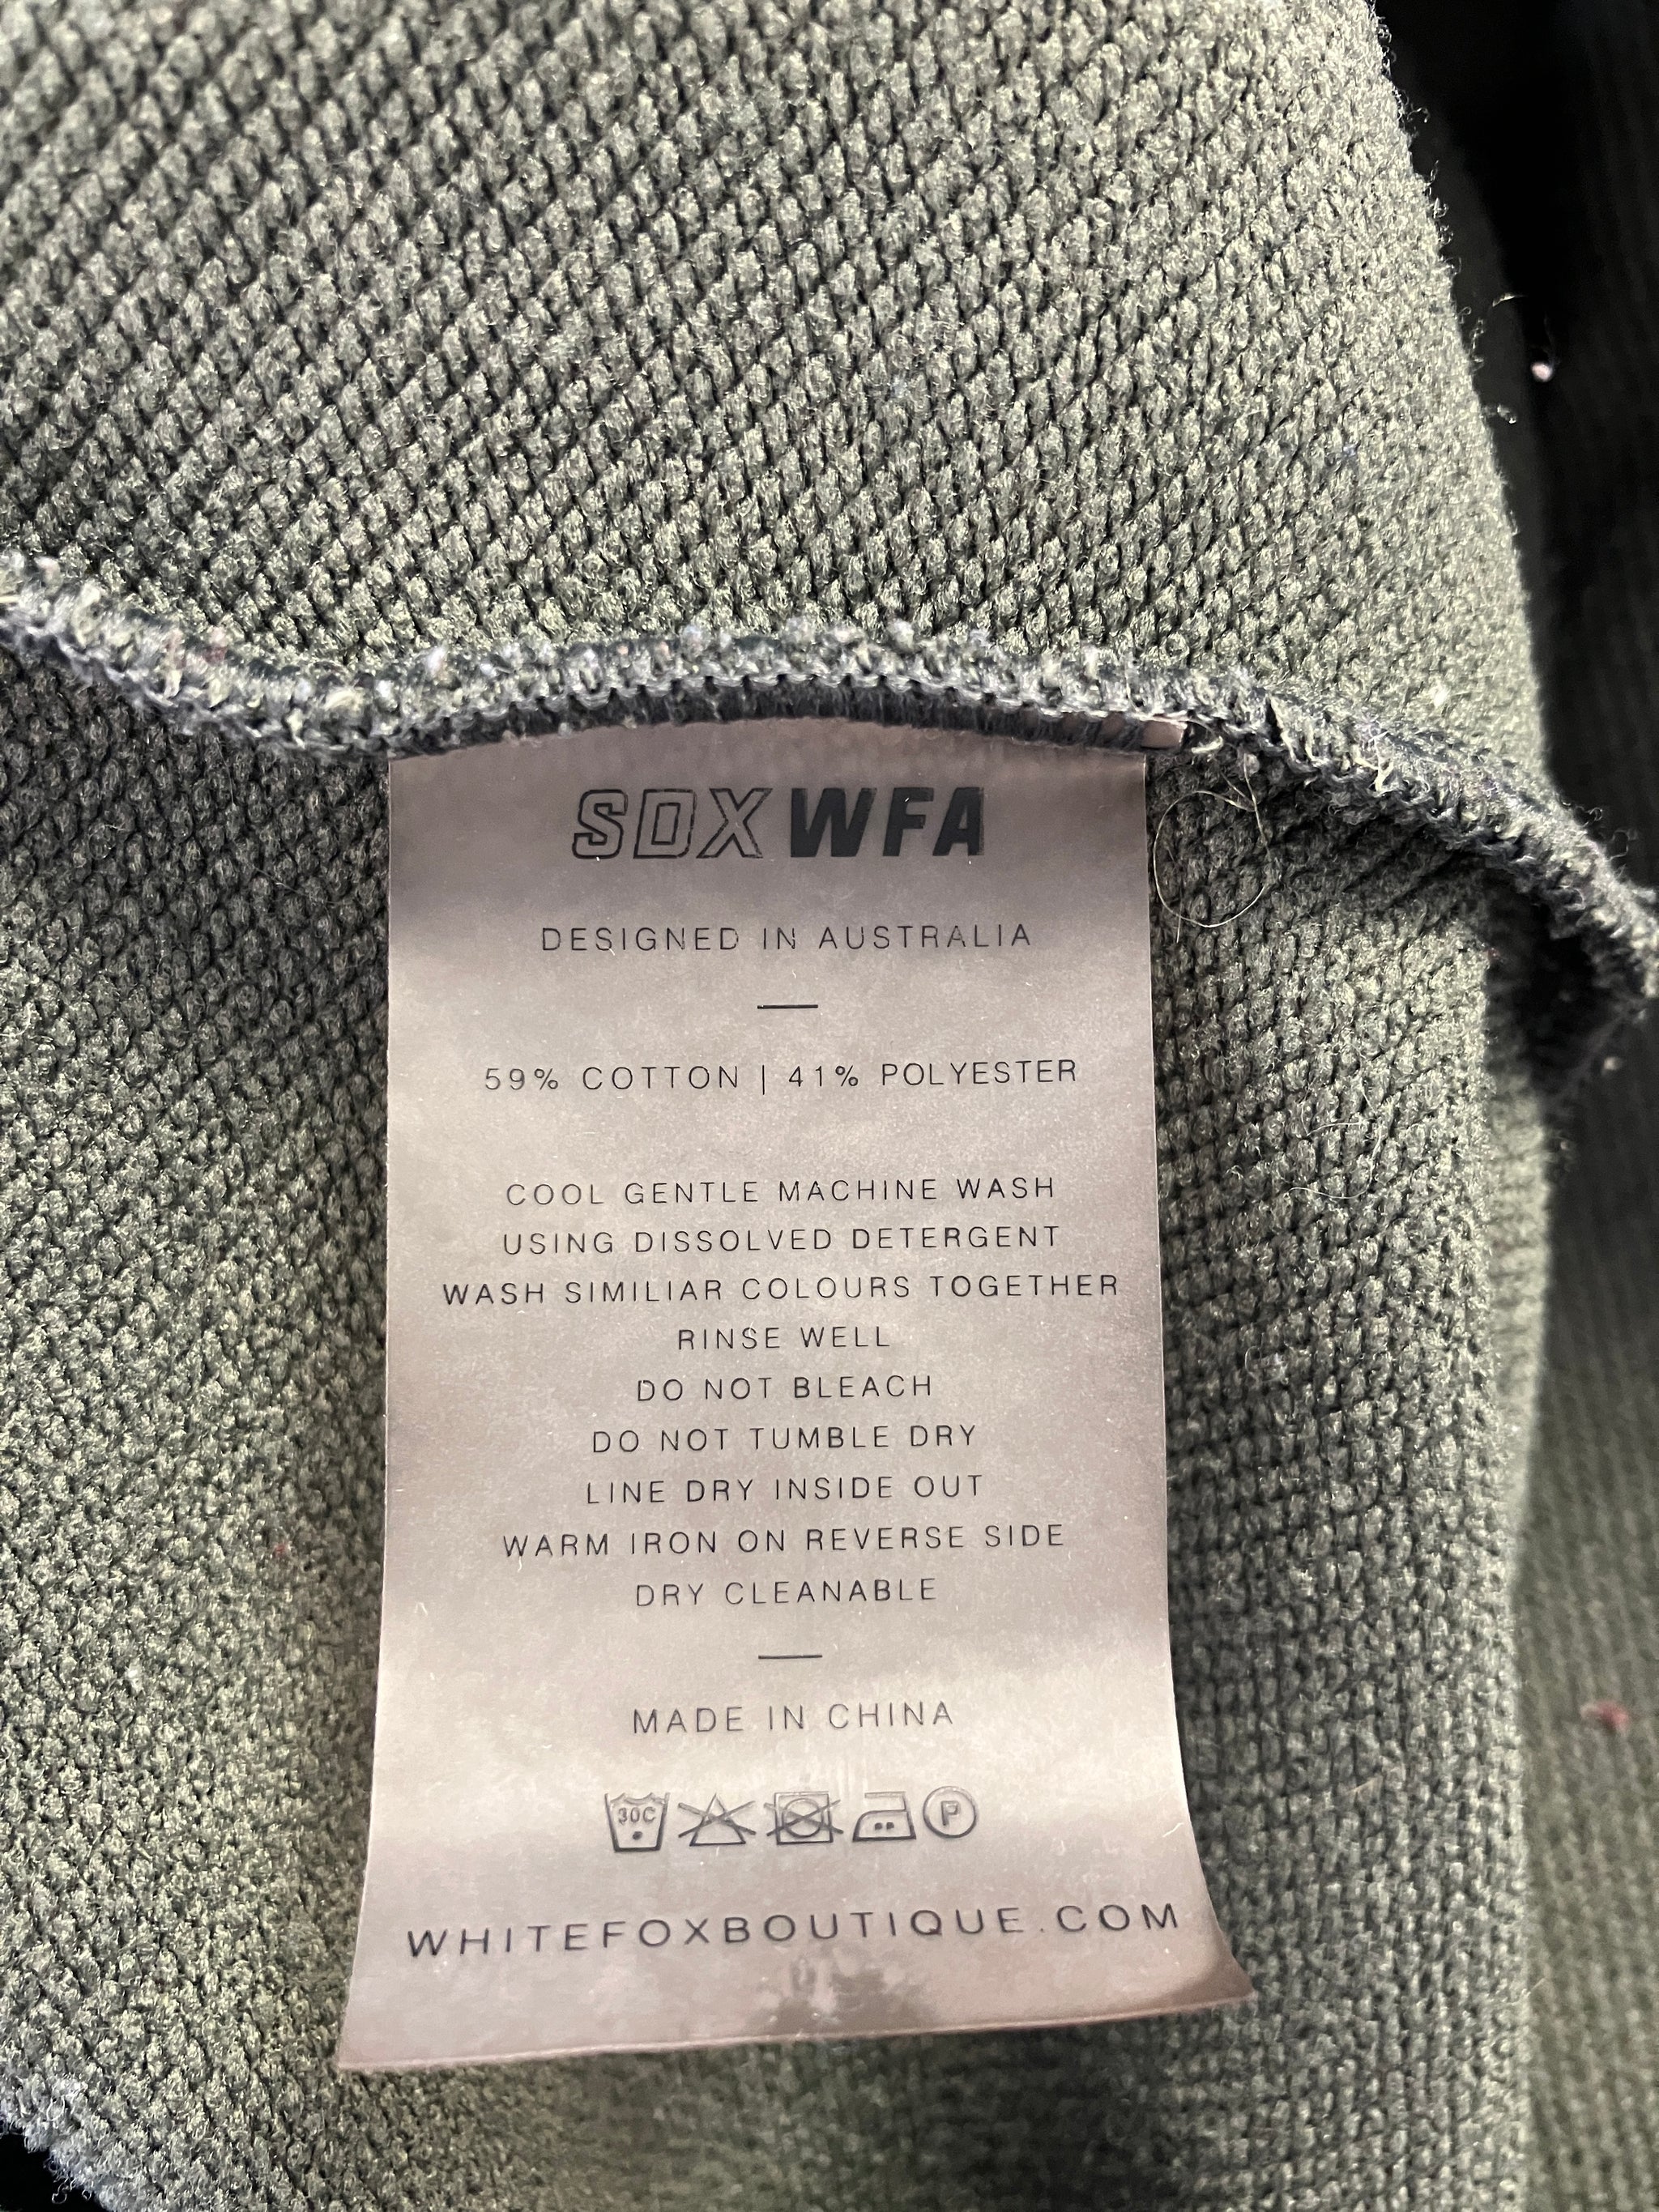 SDXWFA
DESIGNED IN AUSTRALIA
59% COTTON | 41% POLYESTER
COOL GENTLE MACHINE WASH
USING DISSOLVED DETERGENT
WASH SIMILIAR COLOURS TOGETHER
RINSE WELL
DO NOT BLEACH
DO NOT TUMBLE DRY
LINE DRY INSIDE OUT
WARM IRON ON REVERSE SIDE
DRY CLEANABLE
MADE IN CHINA
30C P
WHITEFOXBOUTIQUE.COM